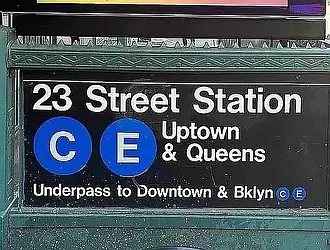 23 Street Station
C E Uptown
& Queens
Underpass to Downtown & Bklyn C E